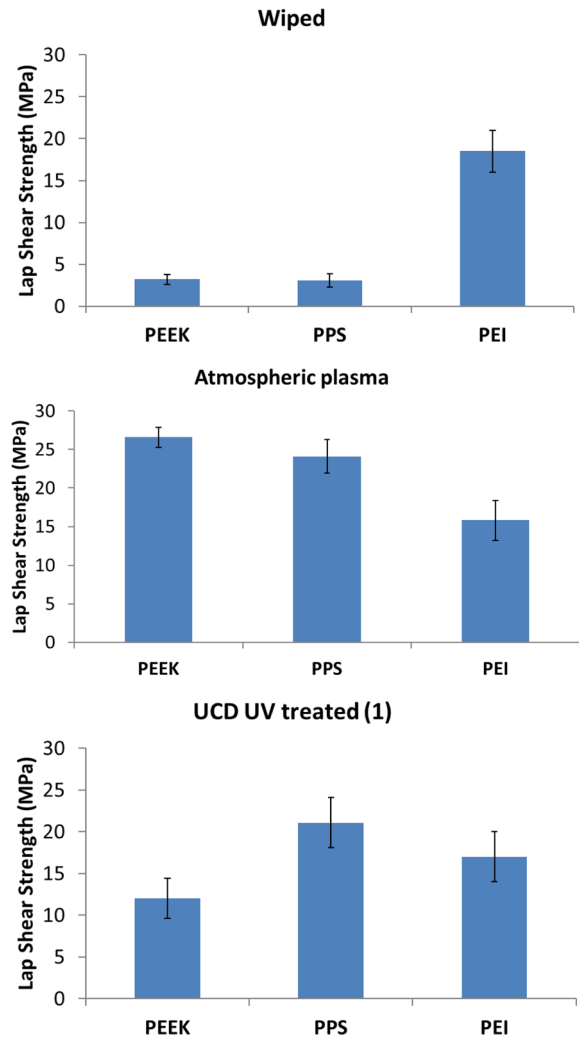 Wiped
Lap Shear Strength (MPa)
30
25
20
15
10
5
0
PEEK PPS PEI
Atmospheric plasma
Lap Shear Strength (MPa)
30
25
20
15
10
5
0
PEEK PPS PEI
UCD UV treated (1)
Lap Shear Strength (MPa)
30
25
20
15
10
5
0
PEEK PPS PEI